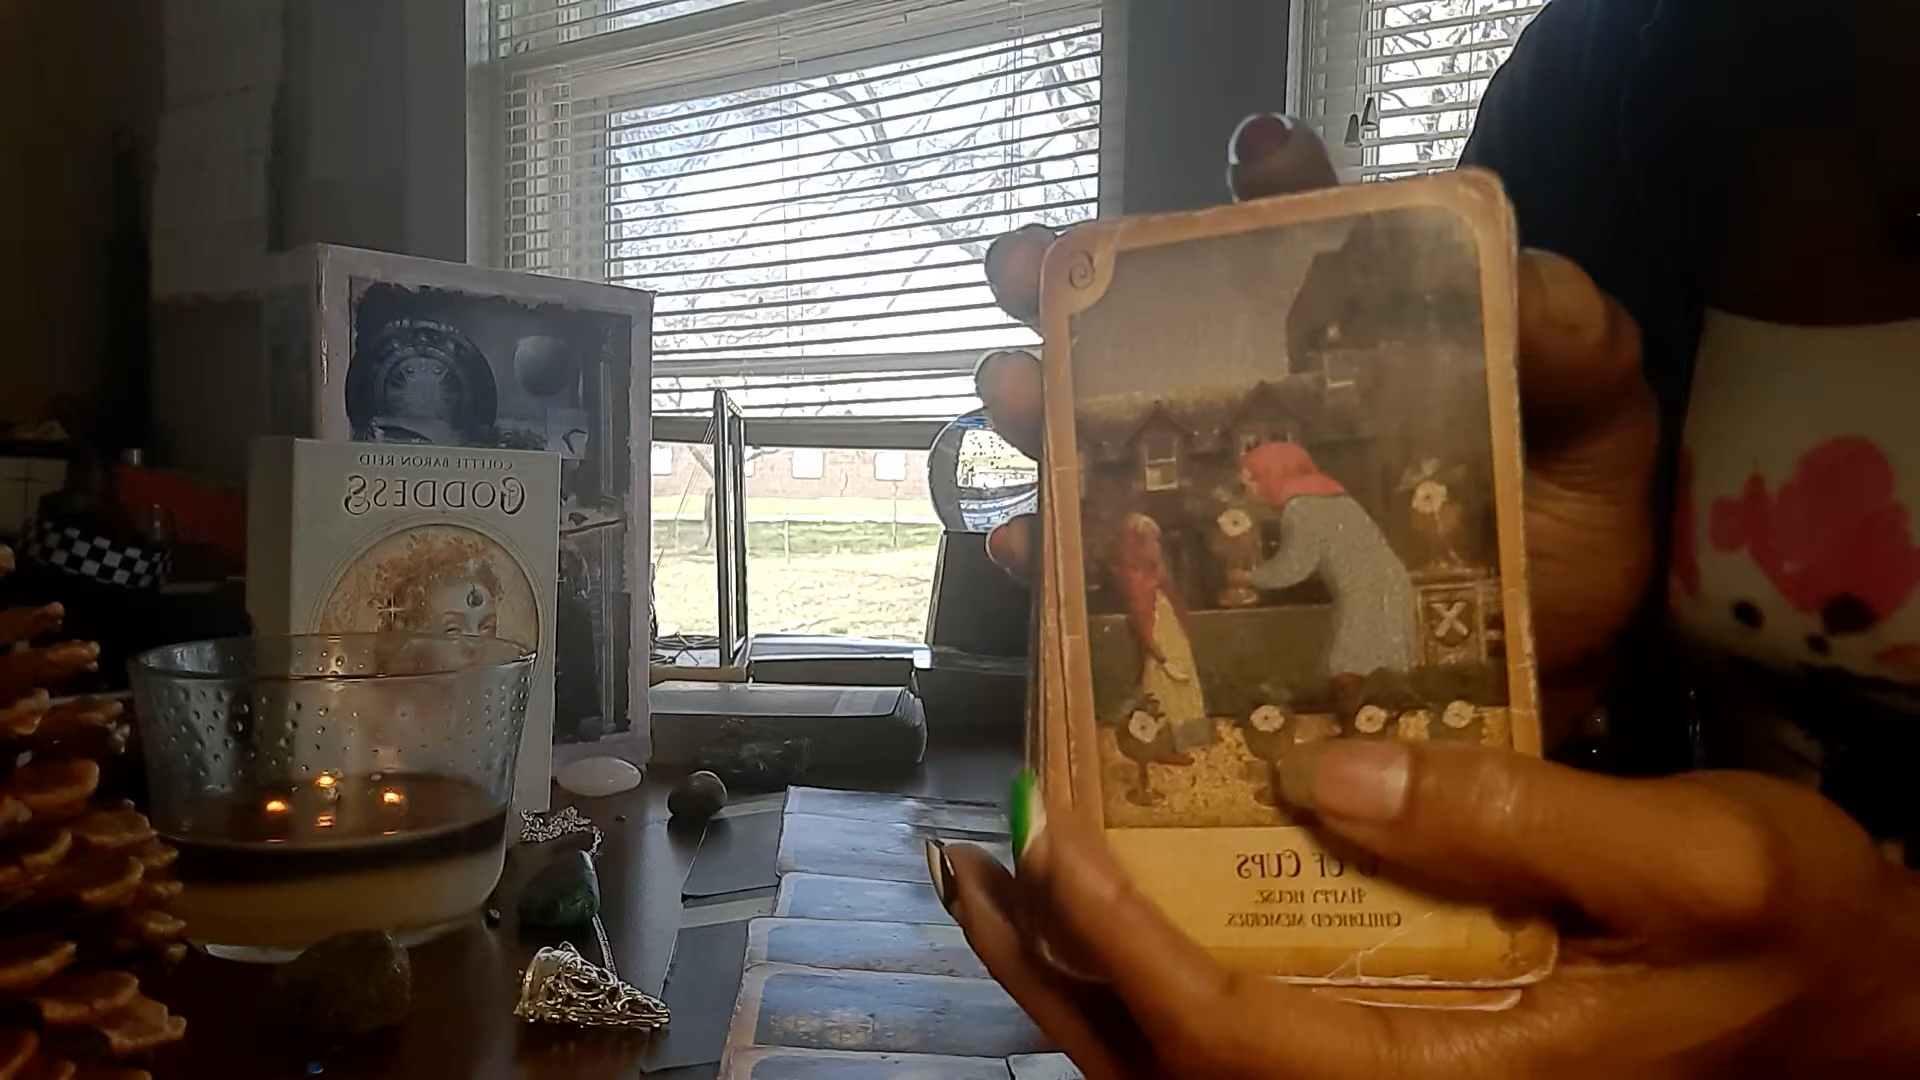 COLETTE BARON REID
GODDESS
OF CUPS
HAPPY HOUSE,
CHILDHOOD MEMORIES
X